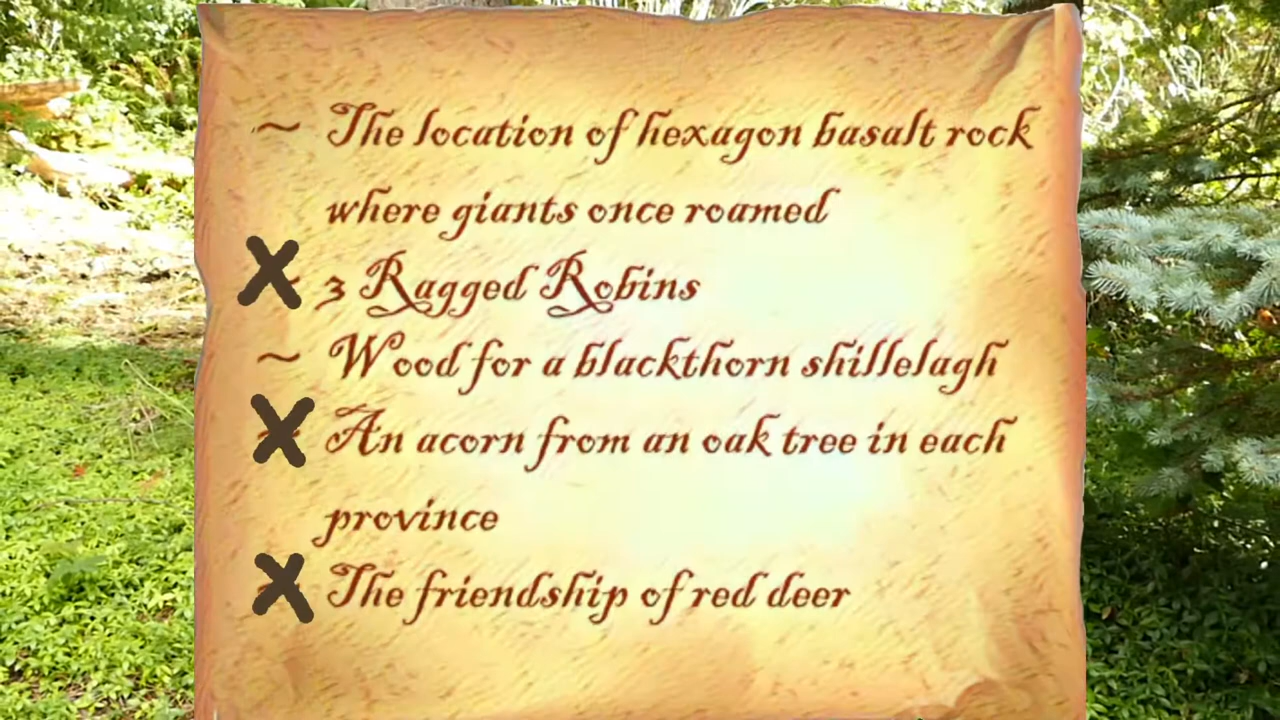 ~ The location of hexagon basalt rock
where giants once roamed
3 Ragged Robins
~ Wood for a blackthorn shillelagh
An acorn from an oak tree in each
province
The friendship of red deer